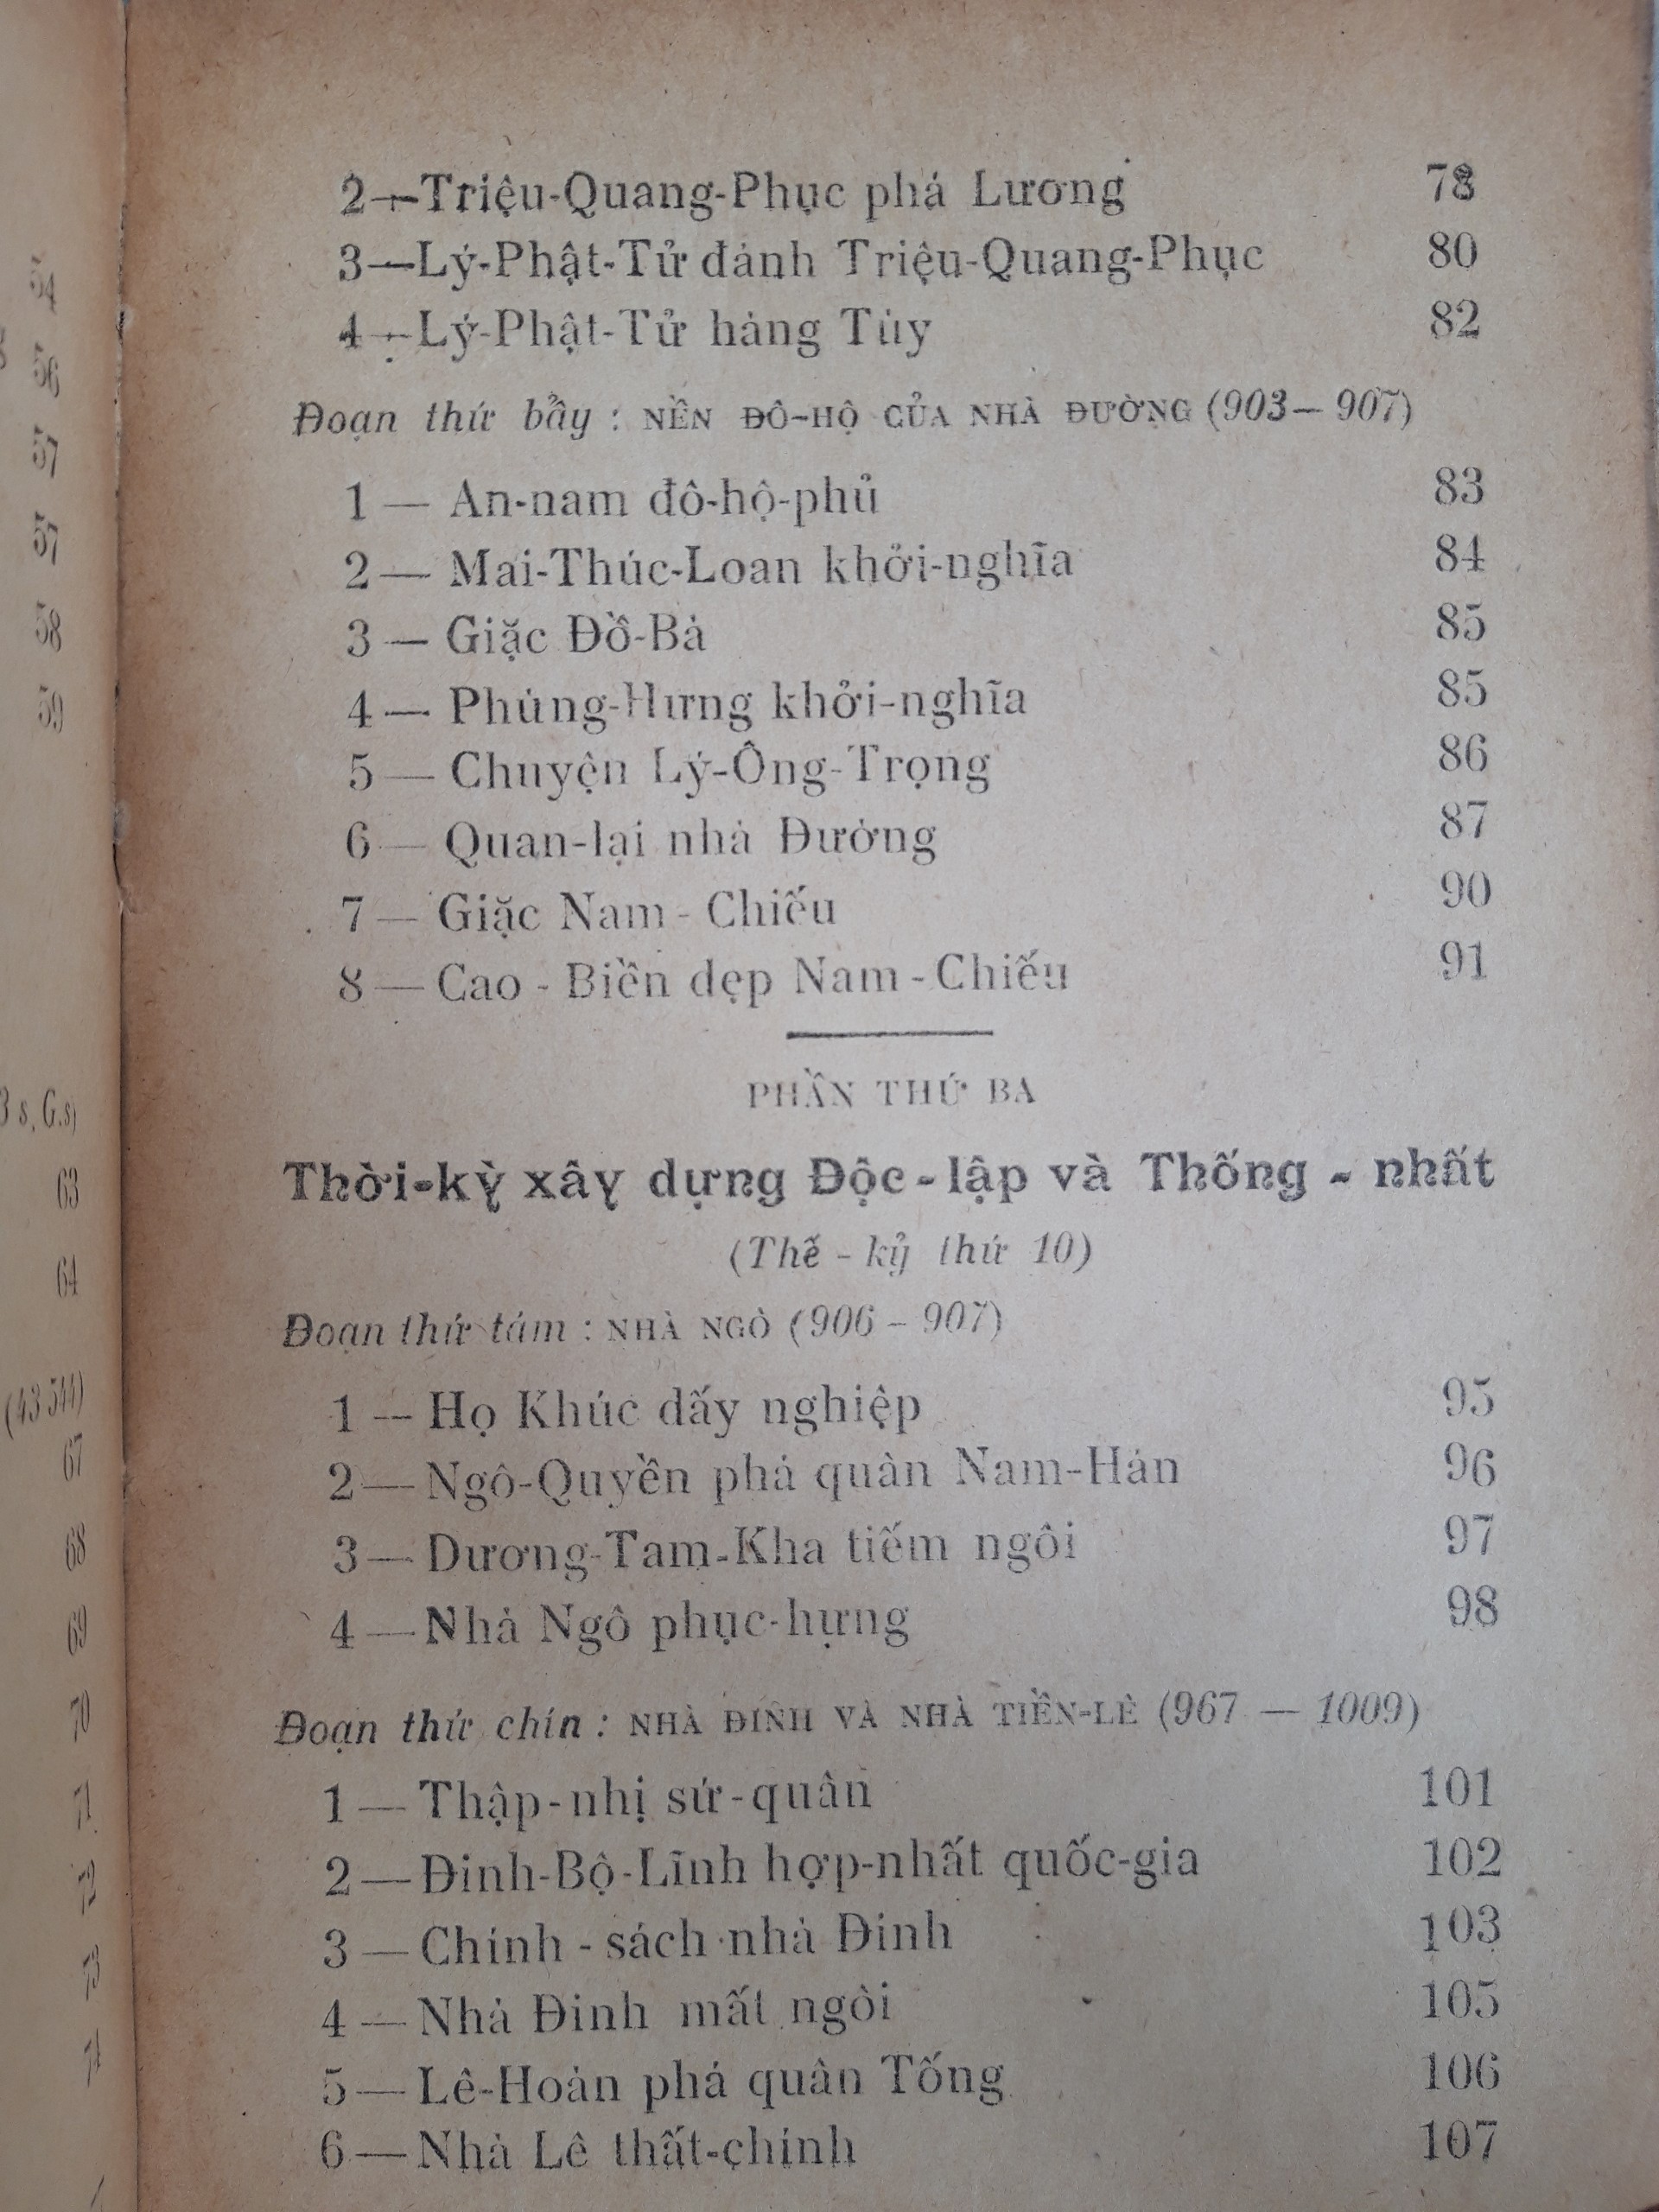 2—Triệu-Quang-Phục phá Lương 78
3—Lý-Phật-Tử đánh Triệu-Quang-Phục 80
4—Lý-Phật-Tử hàng Tùy 82
Đoạn thứ bẩy : NỀN ĐÔ-HỘ CỦA NHÀ ĐƯỜNG (903— 907)
1 — An-nam đô-hộ-phủ 83
2 — Mai-Thúc-Loan khởi-nghĩa 84
3 — Giặc Đồ-Bà 85
4 — Phùng-Hưng khởi-nghĩa 85
5 — Chuyện Lý-Ông-Trọng 86
6 — Quan-lại nhà Đường 87
7 — Giặc Nam - Chiếu 90
8 — Cao - Biền dẹp Nam - Chiếu 91
PHẦN THỨ BA
Thời-kỳ xây dựng Độc - lập và Thống - nhất
(Thế - kỷ thứ 10)
Đoạn thứ tám : NHÀ NGÔ (906 – 907)
1 — Họ Khúc dấy nghiệp 95
2 — Ngô-Quyền phá quân Nam-Hán 96
3 — Dương-Tam-Kha tiếm ngôi 97
4 — Nhà Ngô phục-hựng 98
Đoạn thứ chín : NHÀ ĐINH VÀ NHÀ TIỀN-LÊ (967 — 1009)
1 — Thập-nhị sứ-quân 101
2 — Đinh-Bộ-Lĩnh hợp-nhất quốc-gia 102
3 — Chính - sách nhà Đinh 103
4 — Nhà Đinh mất ngôi 105
5 — Lê-Hoàn phá quân Tống 106
6 — Nhà Lê thất-chính 107
54
56
57
57
58
59
63
64
67
68
69
70
71
72
73
74